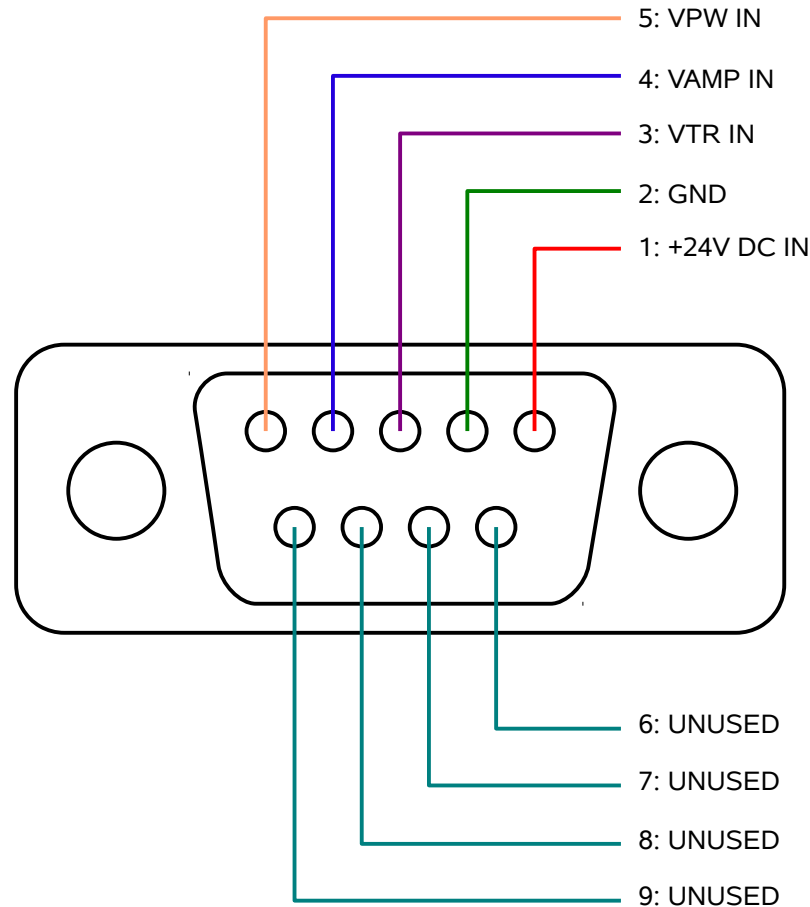 5: VPW IN
4: VAMP IN
3: VTR IN
2: GND
1: +24V DC IN
6: UNUSED
7: UNUSED
8: UNUSED
9: UNUSED